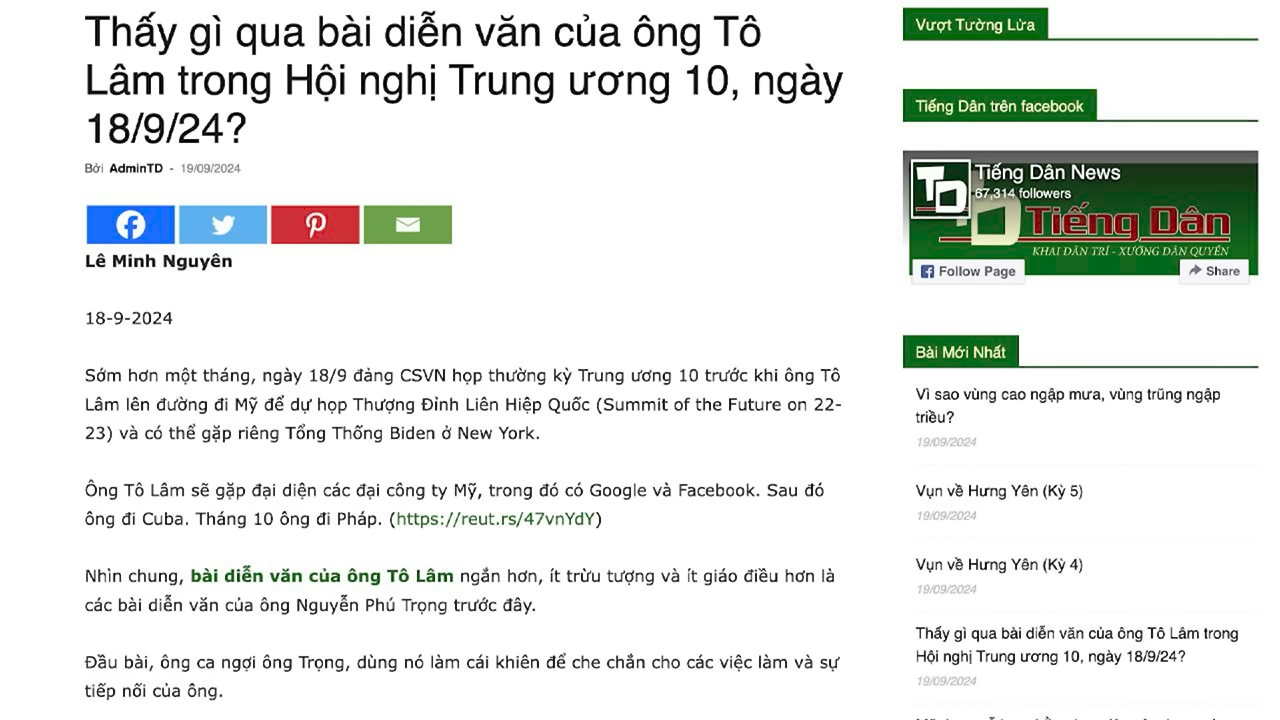 Thấy gì qua bài diễn văn của ông Tô
Lâm trong Hội nghị Trung ương 10, ngày
18/9/24?
Bởi AdminTD - 19/09/2024
Lê Minh Nguyên
18-9-2024
Sớm hơn một tháng, ngày 18/9 đảng CSVN họp thường kỳ Trung ương 10 trước khi ông Tô
Lâm lên đường đi Mỹ để dự họp Thượng Đỉnh Liên Hiệp Quốc (Summit of the Future on 22-
23) và có thể gặp riêng Tổng Thống Biden ở New York.
Ông Tô Lâm sẽ gặp đại diện các đại công ty Mỹ, trong đó có Google và Facebook. Sau đó
ông đi Cuba. Tháng 10 ông đi Pháp. (https://reut.rs/47vnYdY)
Nhìn chung, bài diễn văn của ông Tô Lâm ngắn hơn, ít trừu tượng và ít giáo điều hơn là
các bài diễn văn của ông Nguyễn Phú Trọng trước đây.
Đầu bài, ông ca ngợi ông Trọng, dùng nó làm cái khiên để che chắn cho các việc làm và sự
tiếp nối của ông.
Vượt Tường Lửa
Tiếng Dân trên facebook
TD
Tiếng Dân News
67,314 followers
TD Tiếng Dân
KHAI DÂN TRÍ - XƯỚNG DÂN QUYỀN
Follow Page
Share
Bài Mới Nhất
Vì sao vùng cao ngập mưa, vùng trũng ngập
triều?
19/09/2024
Vụn về Hưng Yên (Kỳ 5)
19/09/2024
Vụn về Hưng Yên (Kỳ 4)
19/09/2024
Thấy gì qua bài diễn văn của ông Tô Lâm trong
Hội nghị Trung ương 10, ngày 18/9/24?
19/09/2024